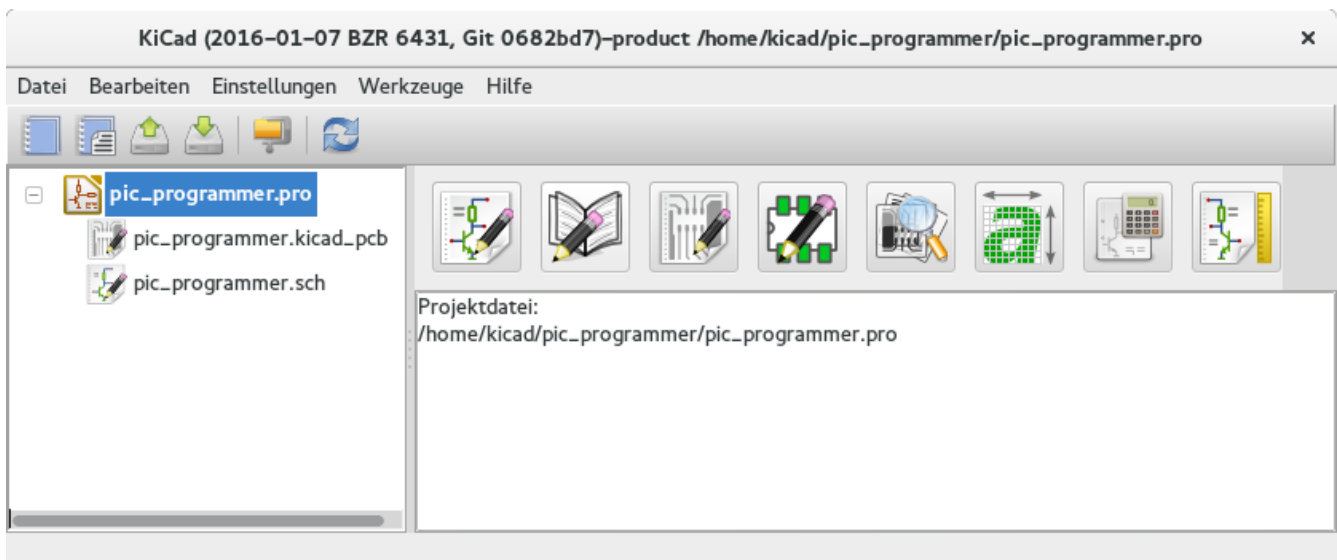 KiCad (2016-01-07 BZR 6431, Git 0682bd7)-product /home/kicad/pic_programmer/pic_programmer.pro
Datei Bearbeiten Einstellungen Werkzeuge Hilfe
pic_programmer.pro
pic_programmer.kicad_pcb
pic_programmer.sch
Projektdatei:
/home/kicad/pic_programmer/pic_programmer.pro